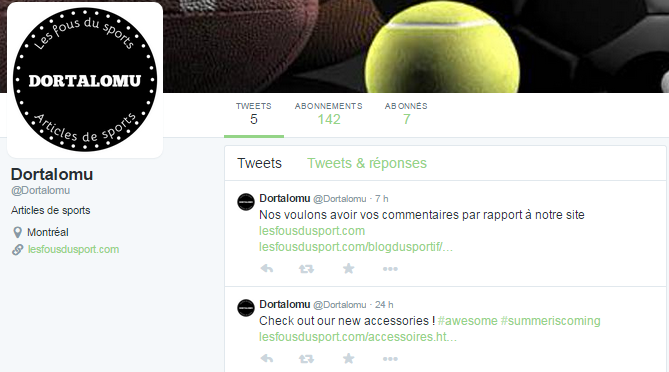 Les fous du sports
DORTALOMU
Articles de sports
TWEETS
5
ABONNEMENTS
142
ABONNÉS
7
Dortalomu
@Dortalomu
Articles de sports
Montréal
lesfousdusport.com
Tweets Tweets & réponses
DORTALOMU
Dortalomu @Dortalomu · 7 h
Nos voulons avoir vos commentaires par rapport à notre site
lesfousdusport.com
lesfousdusport.com/blogdusportif/...
DORTALOMU
Dortalomu @Dortalomu · 24 h
Check out our new accessories ! #awesome #summeriscoming
lesfousdusport.com/accessoires.ht...